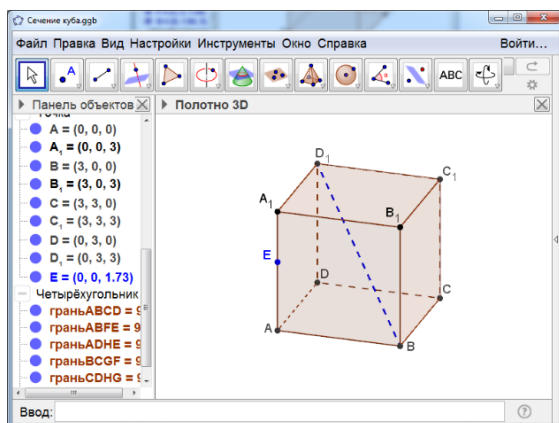 Сечение куба.ggb
Файл Правка Вид Настройки Инструменты Окно Справка Войти...
A ABC
Панель объектов
Полотно 3D
Точка
A = (0, 0, 0)
A₁ = (0, 0, 3)
B = (3, 0, 0)
B₁ = (3, 0, 3)
C = (3, 3, 0)
C₁ = (3, 3, 3)
D = (0, 3, 0)
D₁ = (0, 3, 3)
E = (0, 0, 1.73)
Четырёхугольник
граньABCD = 9
граньABFE = 9
граньADHE = 9
граньBCGF = 9
граньCDHG = 9
D₁
C₁
A₁
B₁
E
D
C
A
B
Ввод: